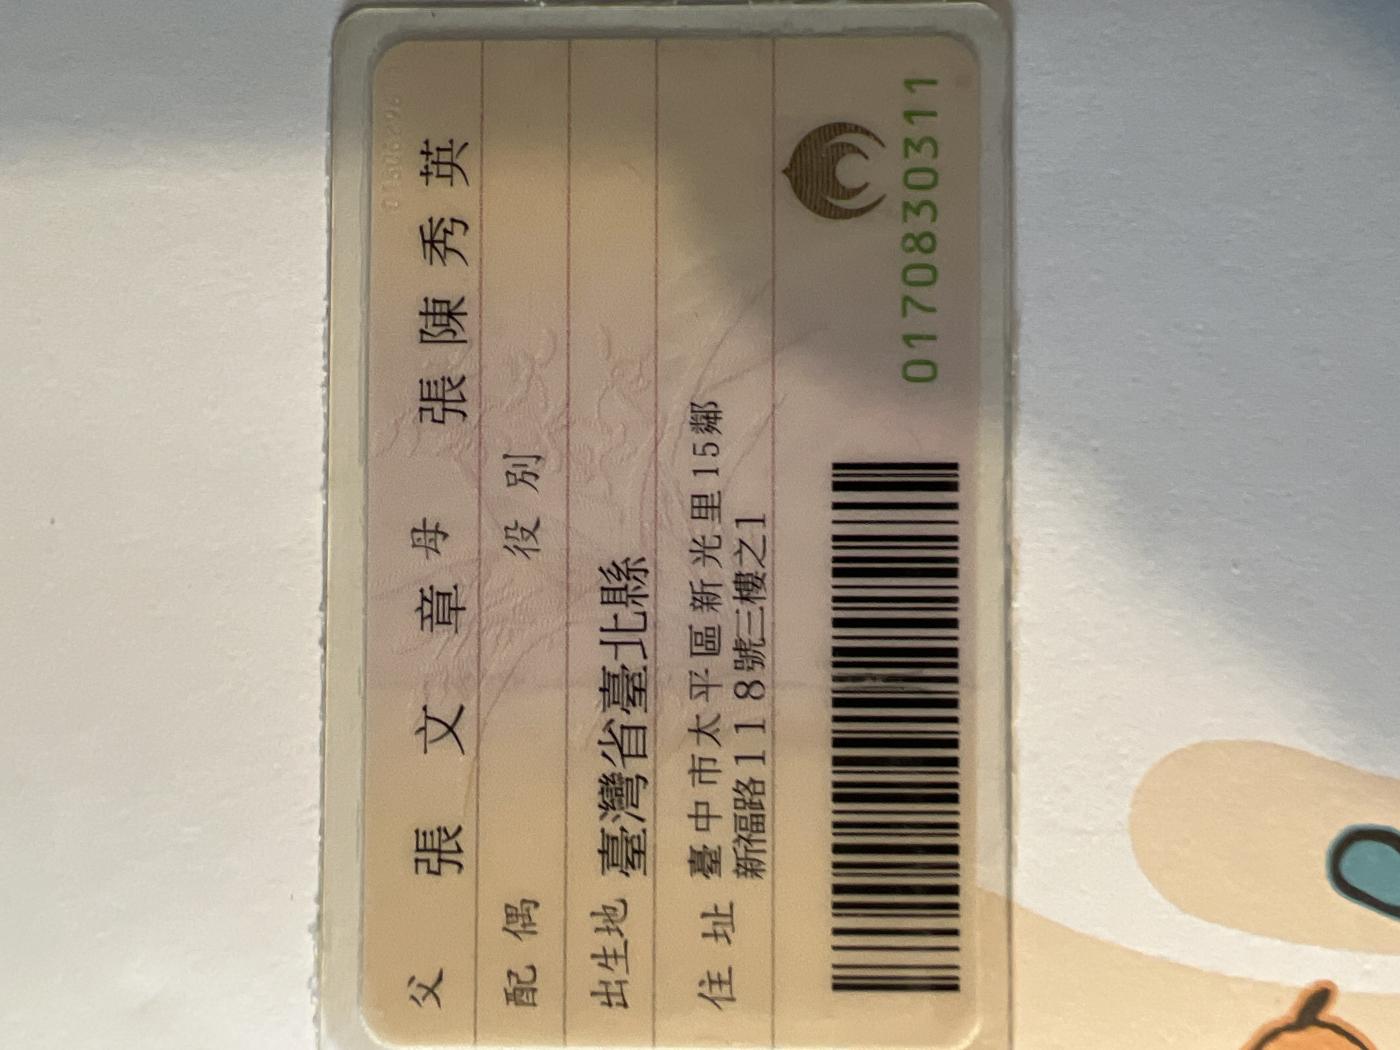 父 張文章 母 張陳秀英
配偶 役別
出生地 臺灣省臺北縣
住址 臺中市太平區新光里15鄰
新福路118號三樓之1
0170830311